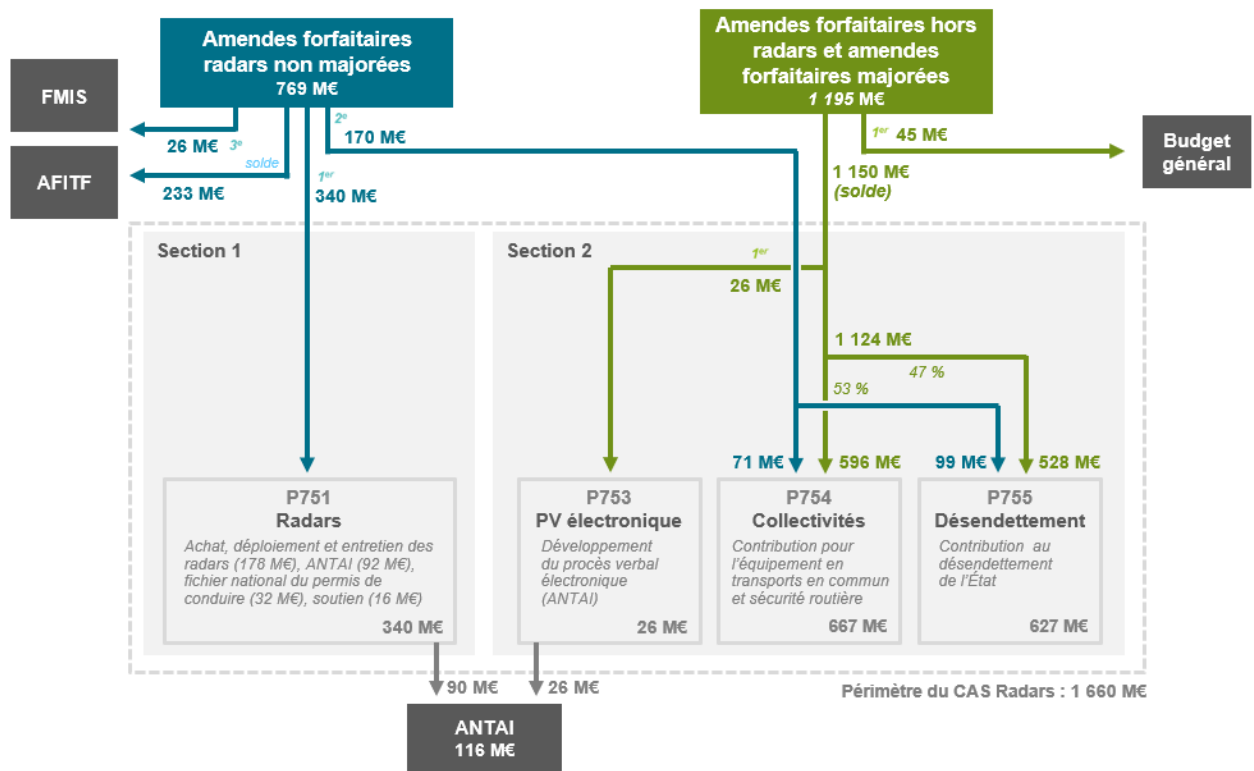 Amendes forfaitaires
radars non majorées
769 M€
Amendes forfaitaires hors
radars et amendes
forfaitaires majorées
1 195 M€
FMIS
AFITF
Budget
général
26 M€
3e
solde
233 M€
1er
340 M€
2e
170 M€
1er
45 M€
1 150 M€
(solde)
Section 1
Section 2
1er
26 M€
1 124 M€
47 %
53 %
71 M€
596 M€
99 M€
528 M€
P751
Radars
Achat, déploiement et entretien des
radars (178 M€), ANTAI (92 M€),
fichier national du permis de
conduire (32 M€), soutien (16 M€)
340 M€
P753
PV électronique
Développement
du procès verbal
électronique
(ANTAI)
26 M€
P754
Collectivités
Contribution pour
l'équipement en
transports en commun
et sécurité routière
667 M€
P755
Désendettement
Contribution au
désendettement
de l'État
627 M€
90 M€
26 M€
Périmètre du CAS Radars : 1 660 M€
ANTAI
116 M€